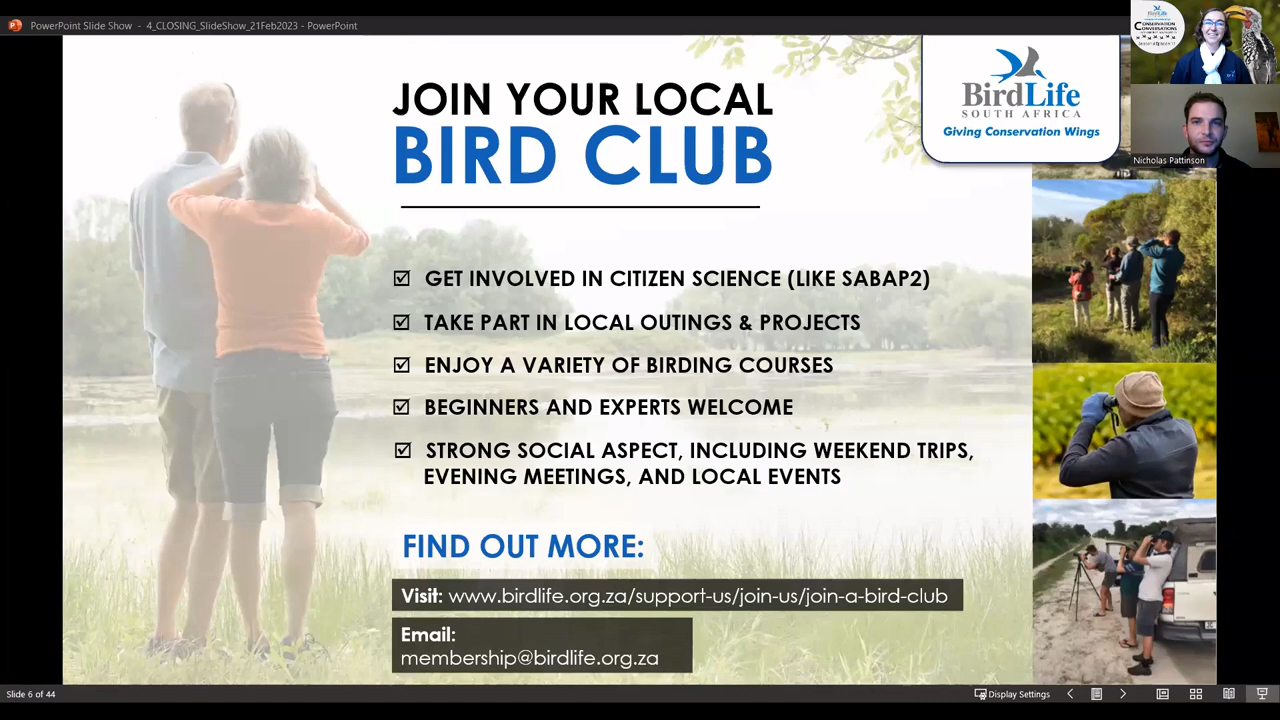 PowerPoint Slide Show - 4_CLOSING_SlideShow_21Feb2023 - PowerPoint
CONSERVATION
CONVERSATIONS
JOIN YOUR LOCAL
BIRD CLUB
BirdLife
SOUTH AFRICA
Giving Conservation Wings
Nicholas Pattinson
GET INVOLVED IN CITIZEN SCIENCE (LIKE SABAP2)
TAKE PART IN LOCAL OUTINGS & PROJECTS
ENJOY A VARIETY OF BIRDING COURSES
BEGINNERS AND EXPERTS WELCOME
STRONG SOCIAL ASPECT, INCLUDING WEEKEND TRIPS,
EVENING MEETINGS, AND LOCAL EVENTS
FIND OUT MORE:
Visit: www.birdlife.org.za/support-us/join-us/join-a-bird-club
Email:
membership@birdlife.org.za
Slide 6 of 44
Display Settings